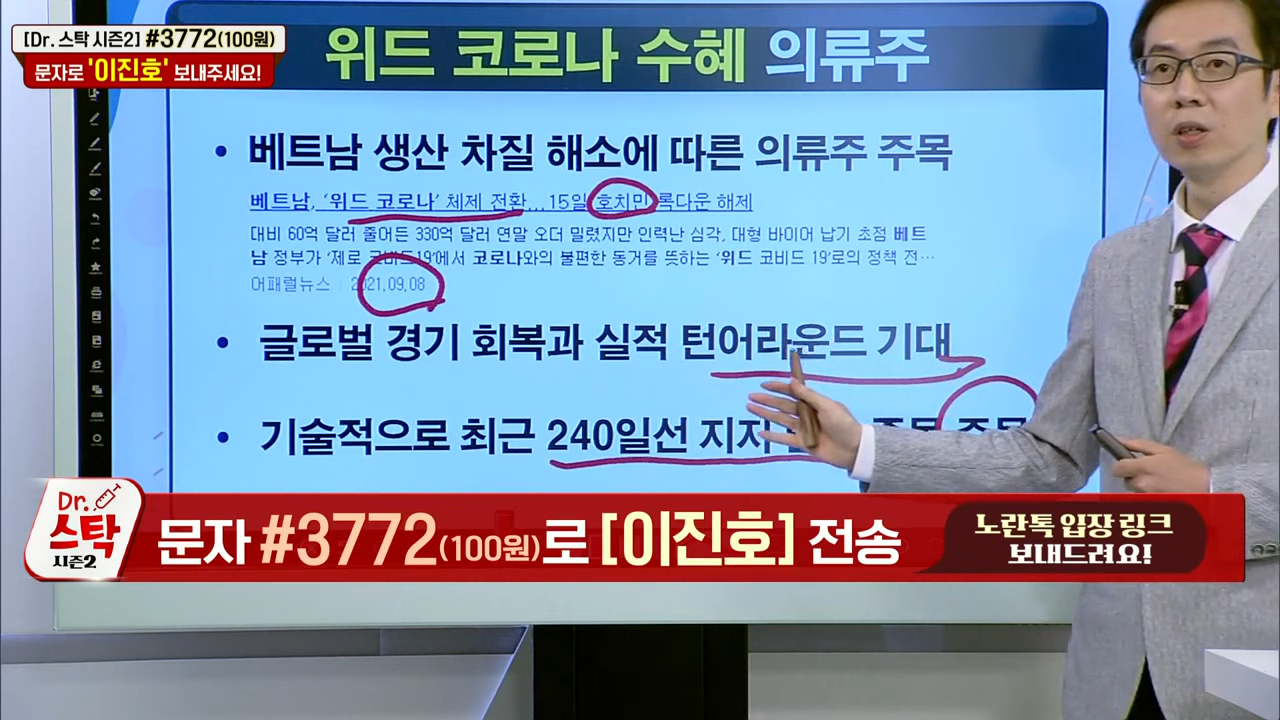 [Dr. 스탁 시즌2] #3772(100원)
문자로 '이진호' 보내주세요!
위드 코로나 수혜 의류주
• 베트남 생산 차질 해소에 따른 의류주 주목
베트남, '위드 코로나' 체제 전환…15일 호치민 록다운 해제
대비 60억 달러 줄어든 330억 달러 연말 오더 밀렸지만 인력난 심각, 대형 바이어 납기 초점 베트
남 정부가 '제로 코비드19'에서 코로나와의 불편한 동거를 뜻하는 '위드 코비드 19'로의 정책 전…
어패럴뉴스 2021.09.08
• 글로벌 경기 회복과 실적 턴어라운드 기대
• 기술적으로 최근 240일선 지지
Dr.
스탁
시즌2
문자 #3772(100원)로 [이진호] 전송
노란톡 입장 링크
보내드려요!